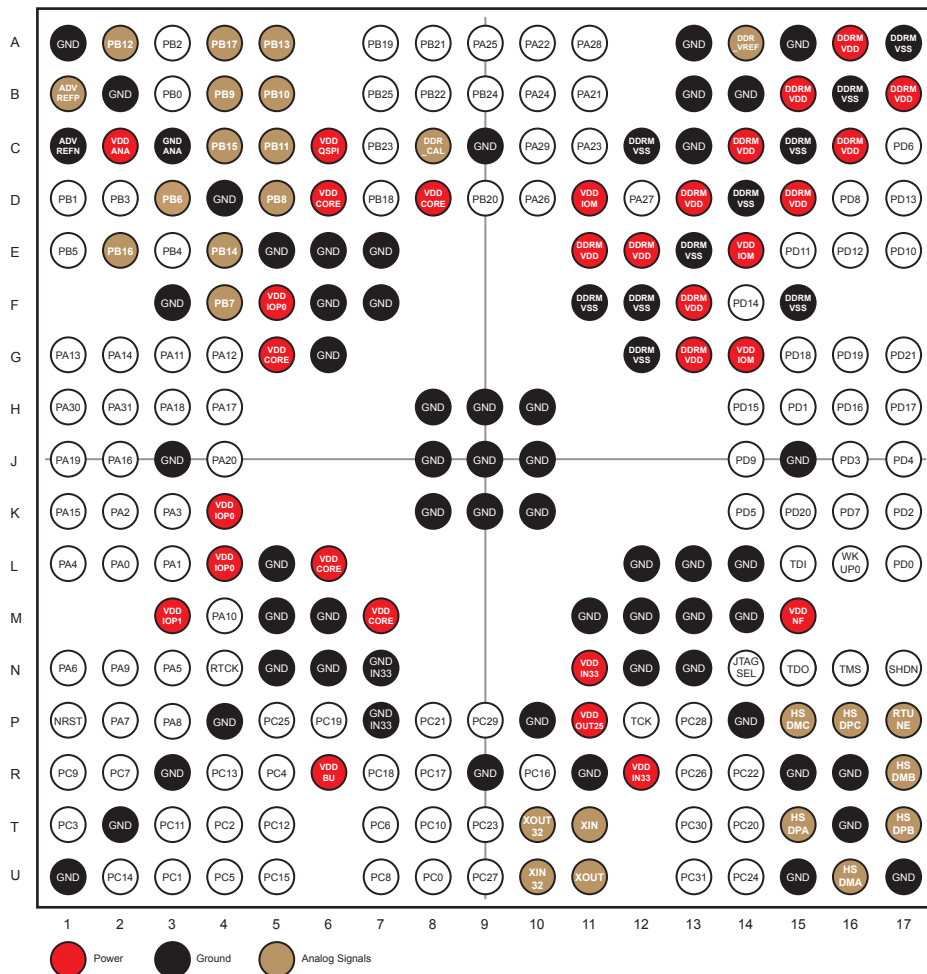 A GND PB12 PB2 PB17 PB13 PB19 PB21 PA25 PA22 PA28 GND DDR_VREF GND DDRM VDD DDRM VSS
B ADV REFP GND PB0 PB9 PB10 PB25 PB22 PB24 PA24 PA21 GND GND DDRM VDD DDRM VSS DDRM VDD
C ADV REFN VDD ANA GND ANA PB15 PB11 VDD QSPI PB23 DDR_CAL GND PA29 PA23 DDRM VSS GND DDRM VDD DDRM VSS DDRM VDD PD6
D PB1 PB3 PB6 GND PB8 VDD CORE PB18 VDD CORE PB20 PA26 VDD IOM PA27 DDRM VDD DDRM VSS DDRM VDD PD8 PD13
E PB5 PB16 PB4 PB14 GND GND GND DDRM VDD DDRM VDD DDRM VSS VDD IOM PD11 PD12 PD10
F GND PB7 VDD IOP0 GND GND DDRM VSS DDRM VSS DDRM VDD PD14 DDRM VSS
G PA13 PA14 PA11 PA12 VDD CORE GND DDRM VSS DDRM VDD VDD IOM PD18 PD19 PD21
H PA30 PA31 PA18 PA17 GND GND GND PD15 PD1 PD16 PD17
J PA19 PA16 GND PA20 GND GND GND PD9 GND PD3 PD4
K PA15 PA2 PA3 VDD IOP0 GND GND GND PD5 PD20 PD7 PD2
L PA4 PA0 PA1 VDD IOP0 GND VDD CORE GND GND GND TDI WK UP0 PD0
M VDD IOP1 PA10 GND GND VDD CORE GND GND GND GND VDD NF
N PA6 PA9 PA5 RTCK GND GND GND IN33 VDD IN33 GND GND JTAG SEL TDO TMS SHDN
P NRST PA7 PA8 GND PC25 PC19 GND IN33 PC21 PC29 GND VDD OUT25 TCK PC28 GND HS DMC HS DPC RTU NE
R PC9 PC7 GND PC13 PC4 VDD BU PC18 PC17 GND PC16 GND VDD IN33 PC26 PC22 GND GND HS DMB
T PC3 GND PC11 PC2 PC12 PC6 PC10 PC23 XOUT 32 XIN PC30 PC20 HS DPA GND HS DPB
U GND PC14 PC1 PC5 PC15 PC8 PC0 PC27 XIN 32 XOUT PC31 PC24 GND HS DMA GND
1 2 3 4 5 6 7 8 9 10 11 12 13 14 15 16 17
Power Ground Analog Signals